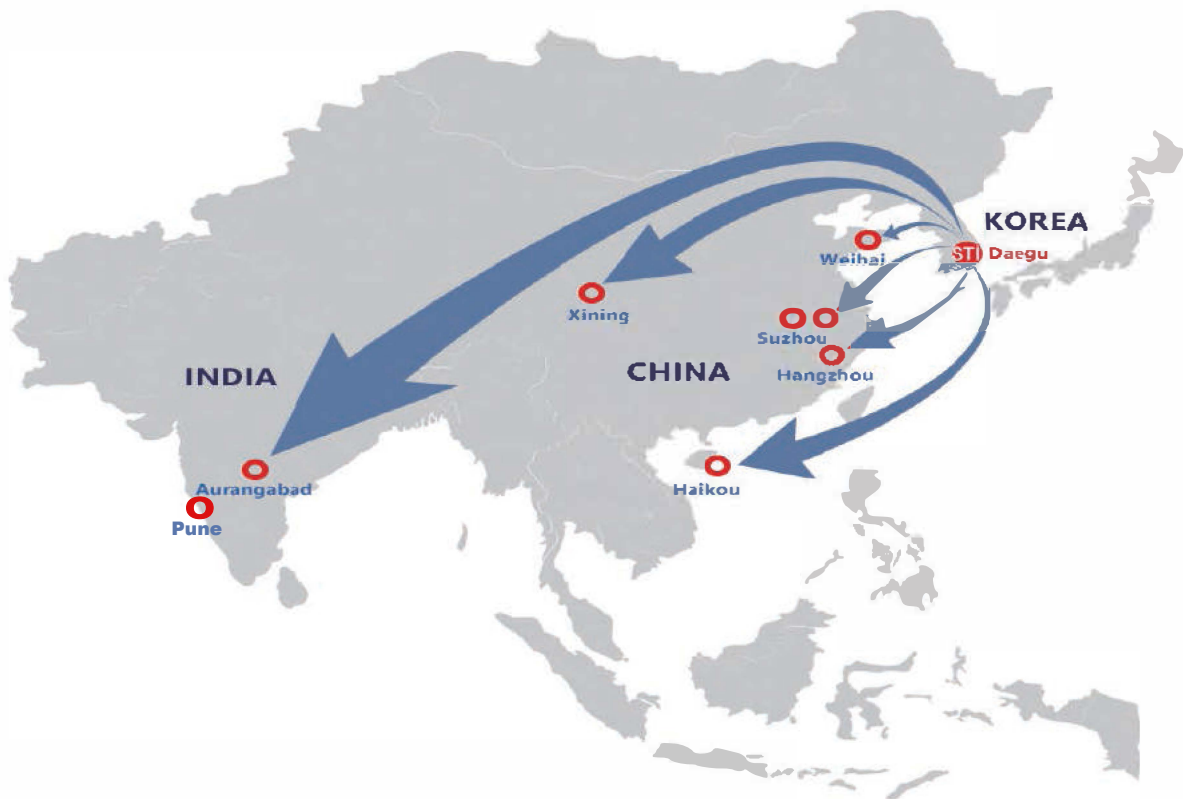 KOREA
STI Daegu
Weihai
Xining
Suzhou
INDIA
CHINA
Hangzhou
Aurangabad
Haikou
Pune